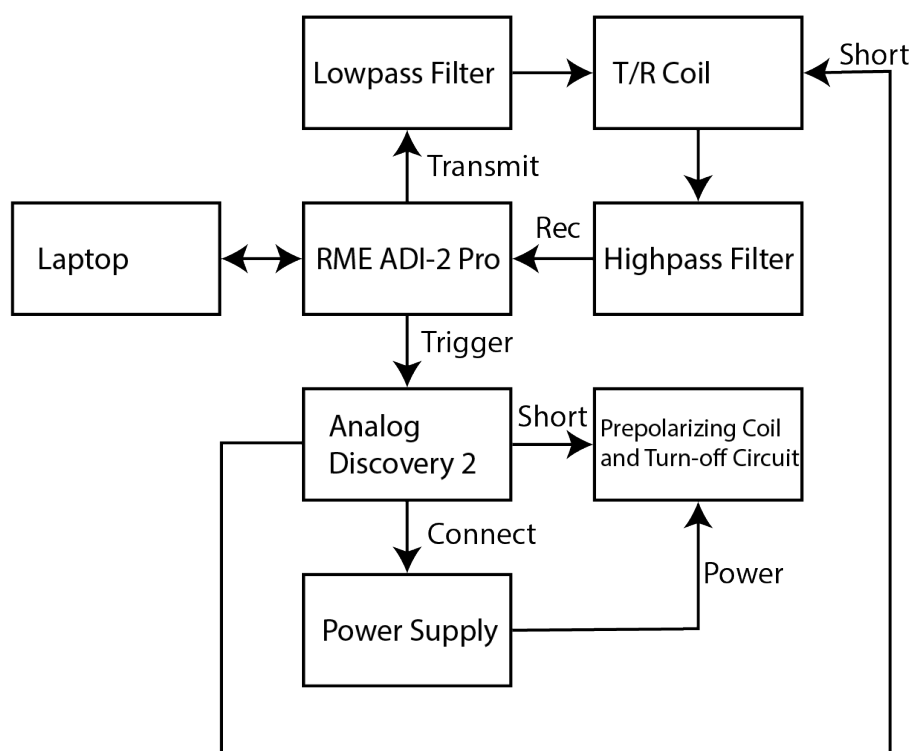 Lowpass Filter
T/R Coil
Short
Transmit
Laptop
RME ADI-2 Pro
Rec
Highpass Filter
Trigger
Analog
Discovery 2
Short
Prepolarizing Coil
and Turn-off Circuit
Connect
Power
Power Supply